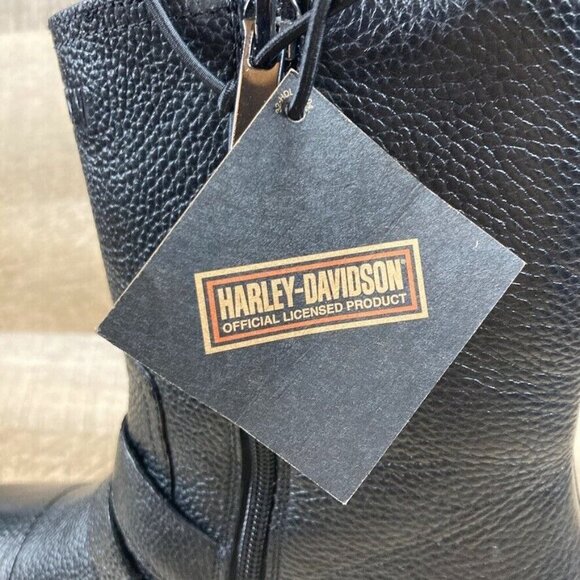 HARLEY-DAVIDSON
OFFICIAL LICENSED PRODUCT